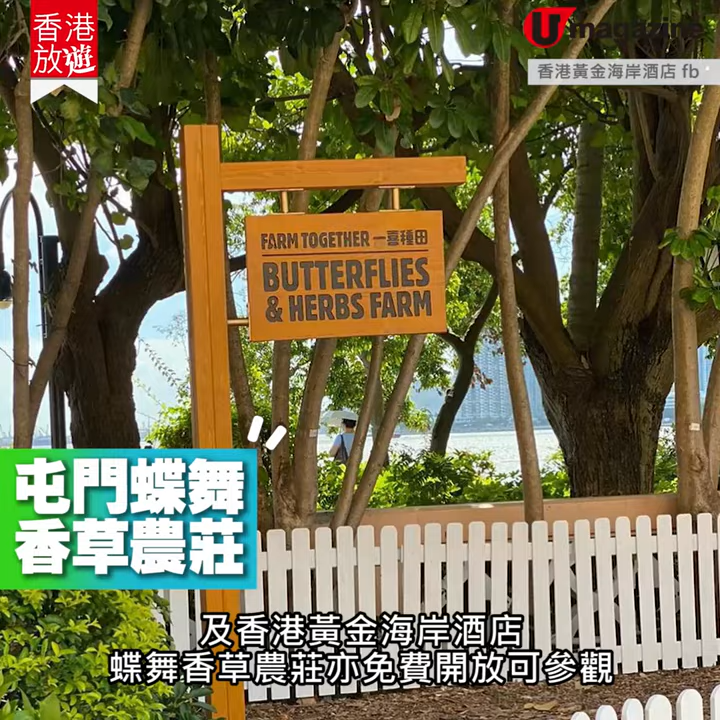 香港
放遊
U magazine
香港黃金海岸酒店 fb
FARM TOGETHER 一喜種田
BUTTERFLIES
& HERBS FARM
屯門蝶舞
香草農莊
及香港黃金海岸酒店
蝶舞香草農莊亦免費開放可參觀